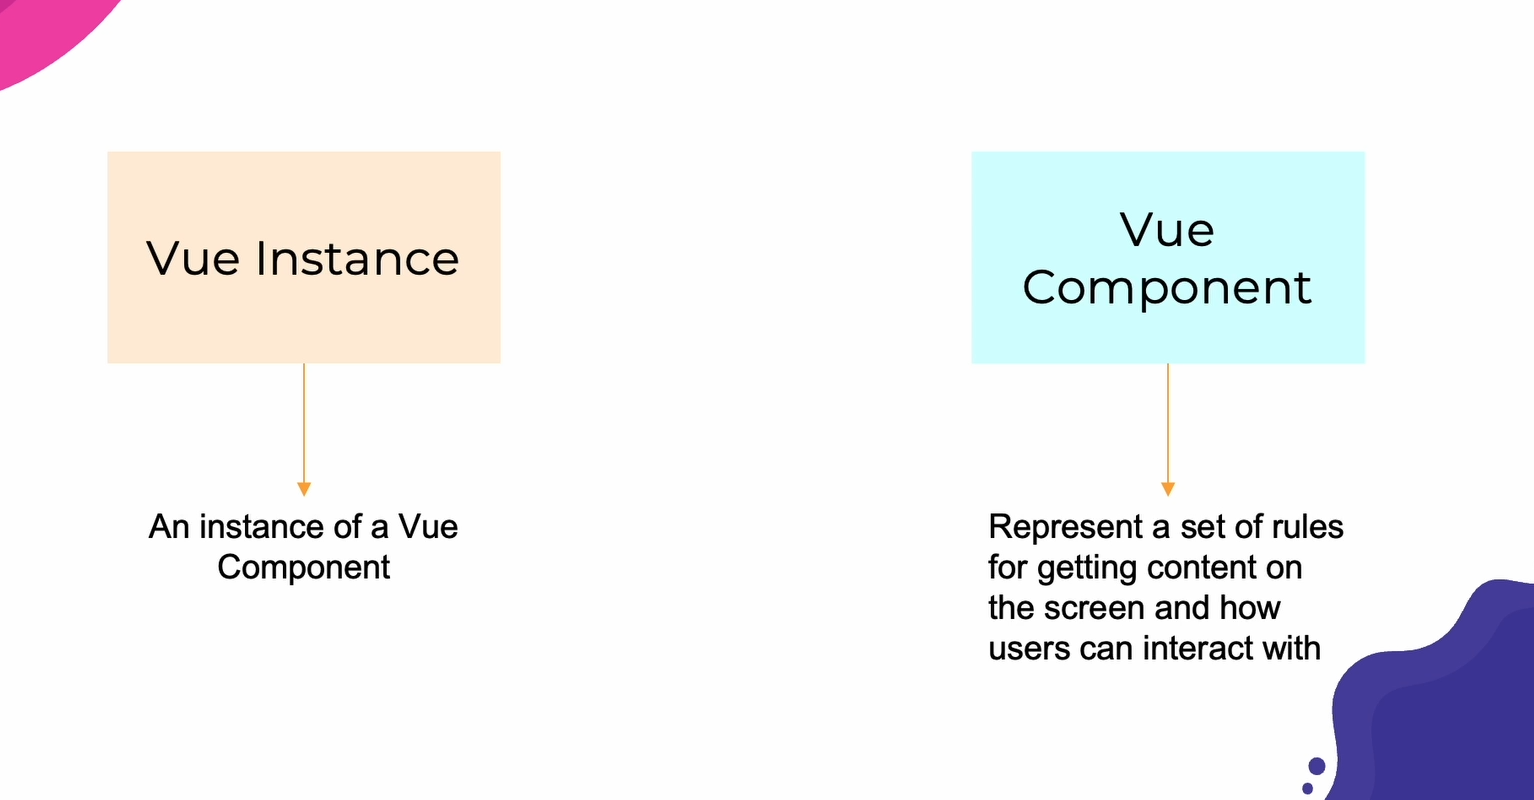 Vue Instance
An instance of a Vue
Component
Vue
Component
Represent a set of rules
for getting content on
the screen and how
users can interact with